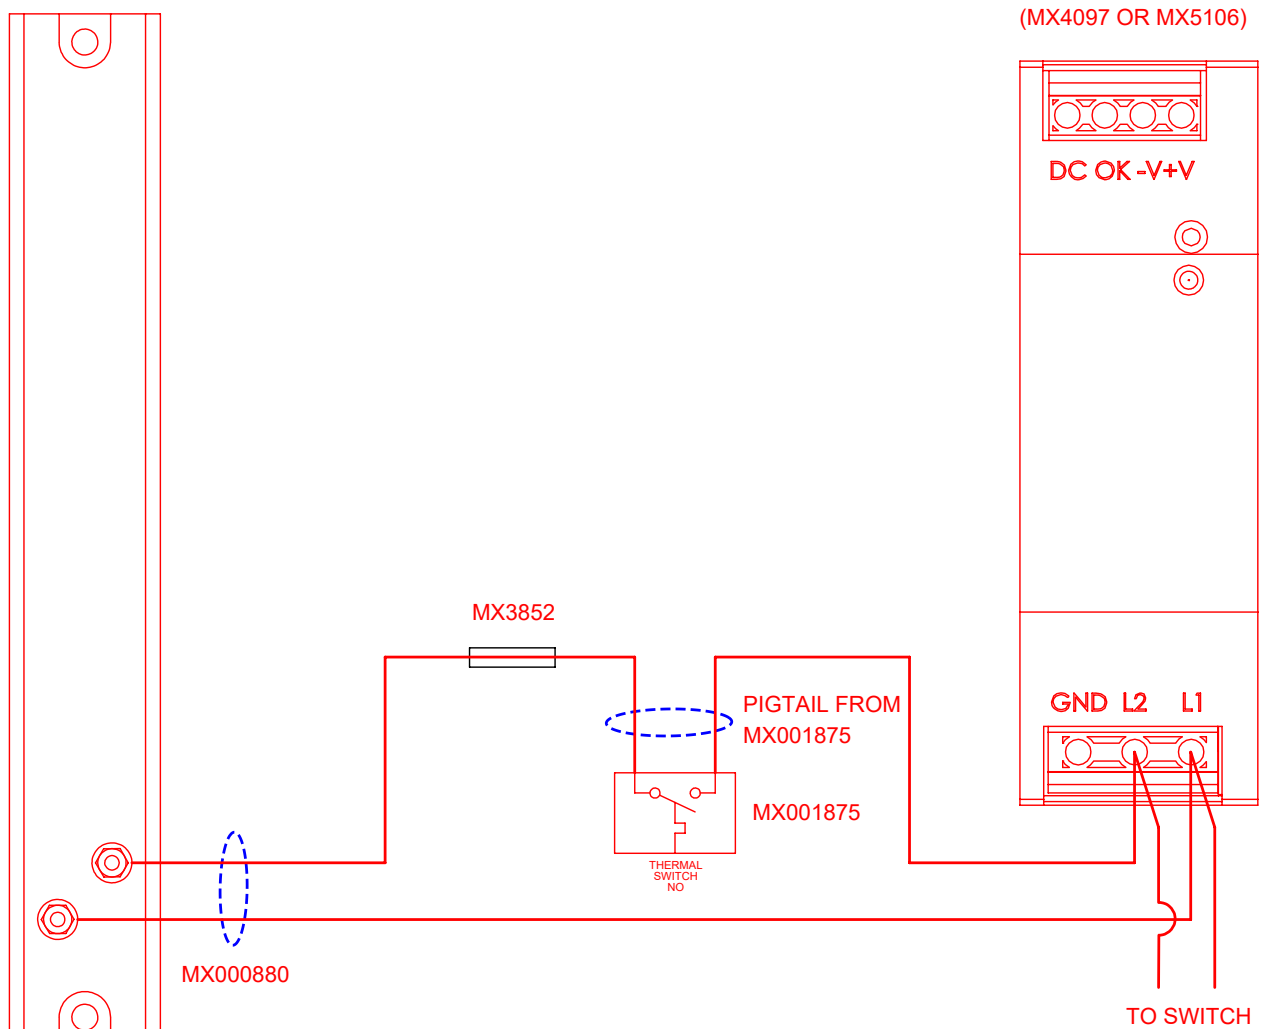 (MX4097 OR MX5106)
DC OK -V+V
MX3852
PIGTAIL FROM
MX001875
GND L2 L1
MX001875
THERMAL
SWITCH
NO
MX000880
TO SWITCH